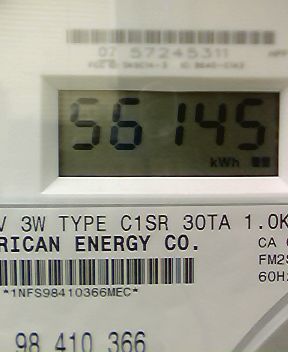 07 57245311
56145
kWh
V 3W TYPE C1SR 30TA 1.0K
RICAN ENERGY CO.
CA
FM2S
60Hz
*1NFS98410366MEC*
98 410 366